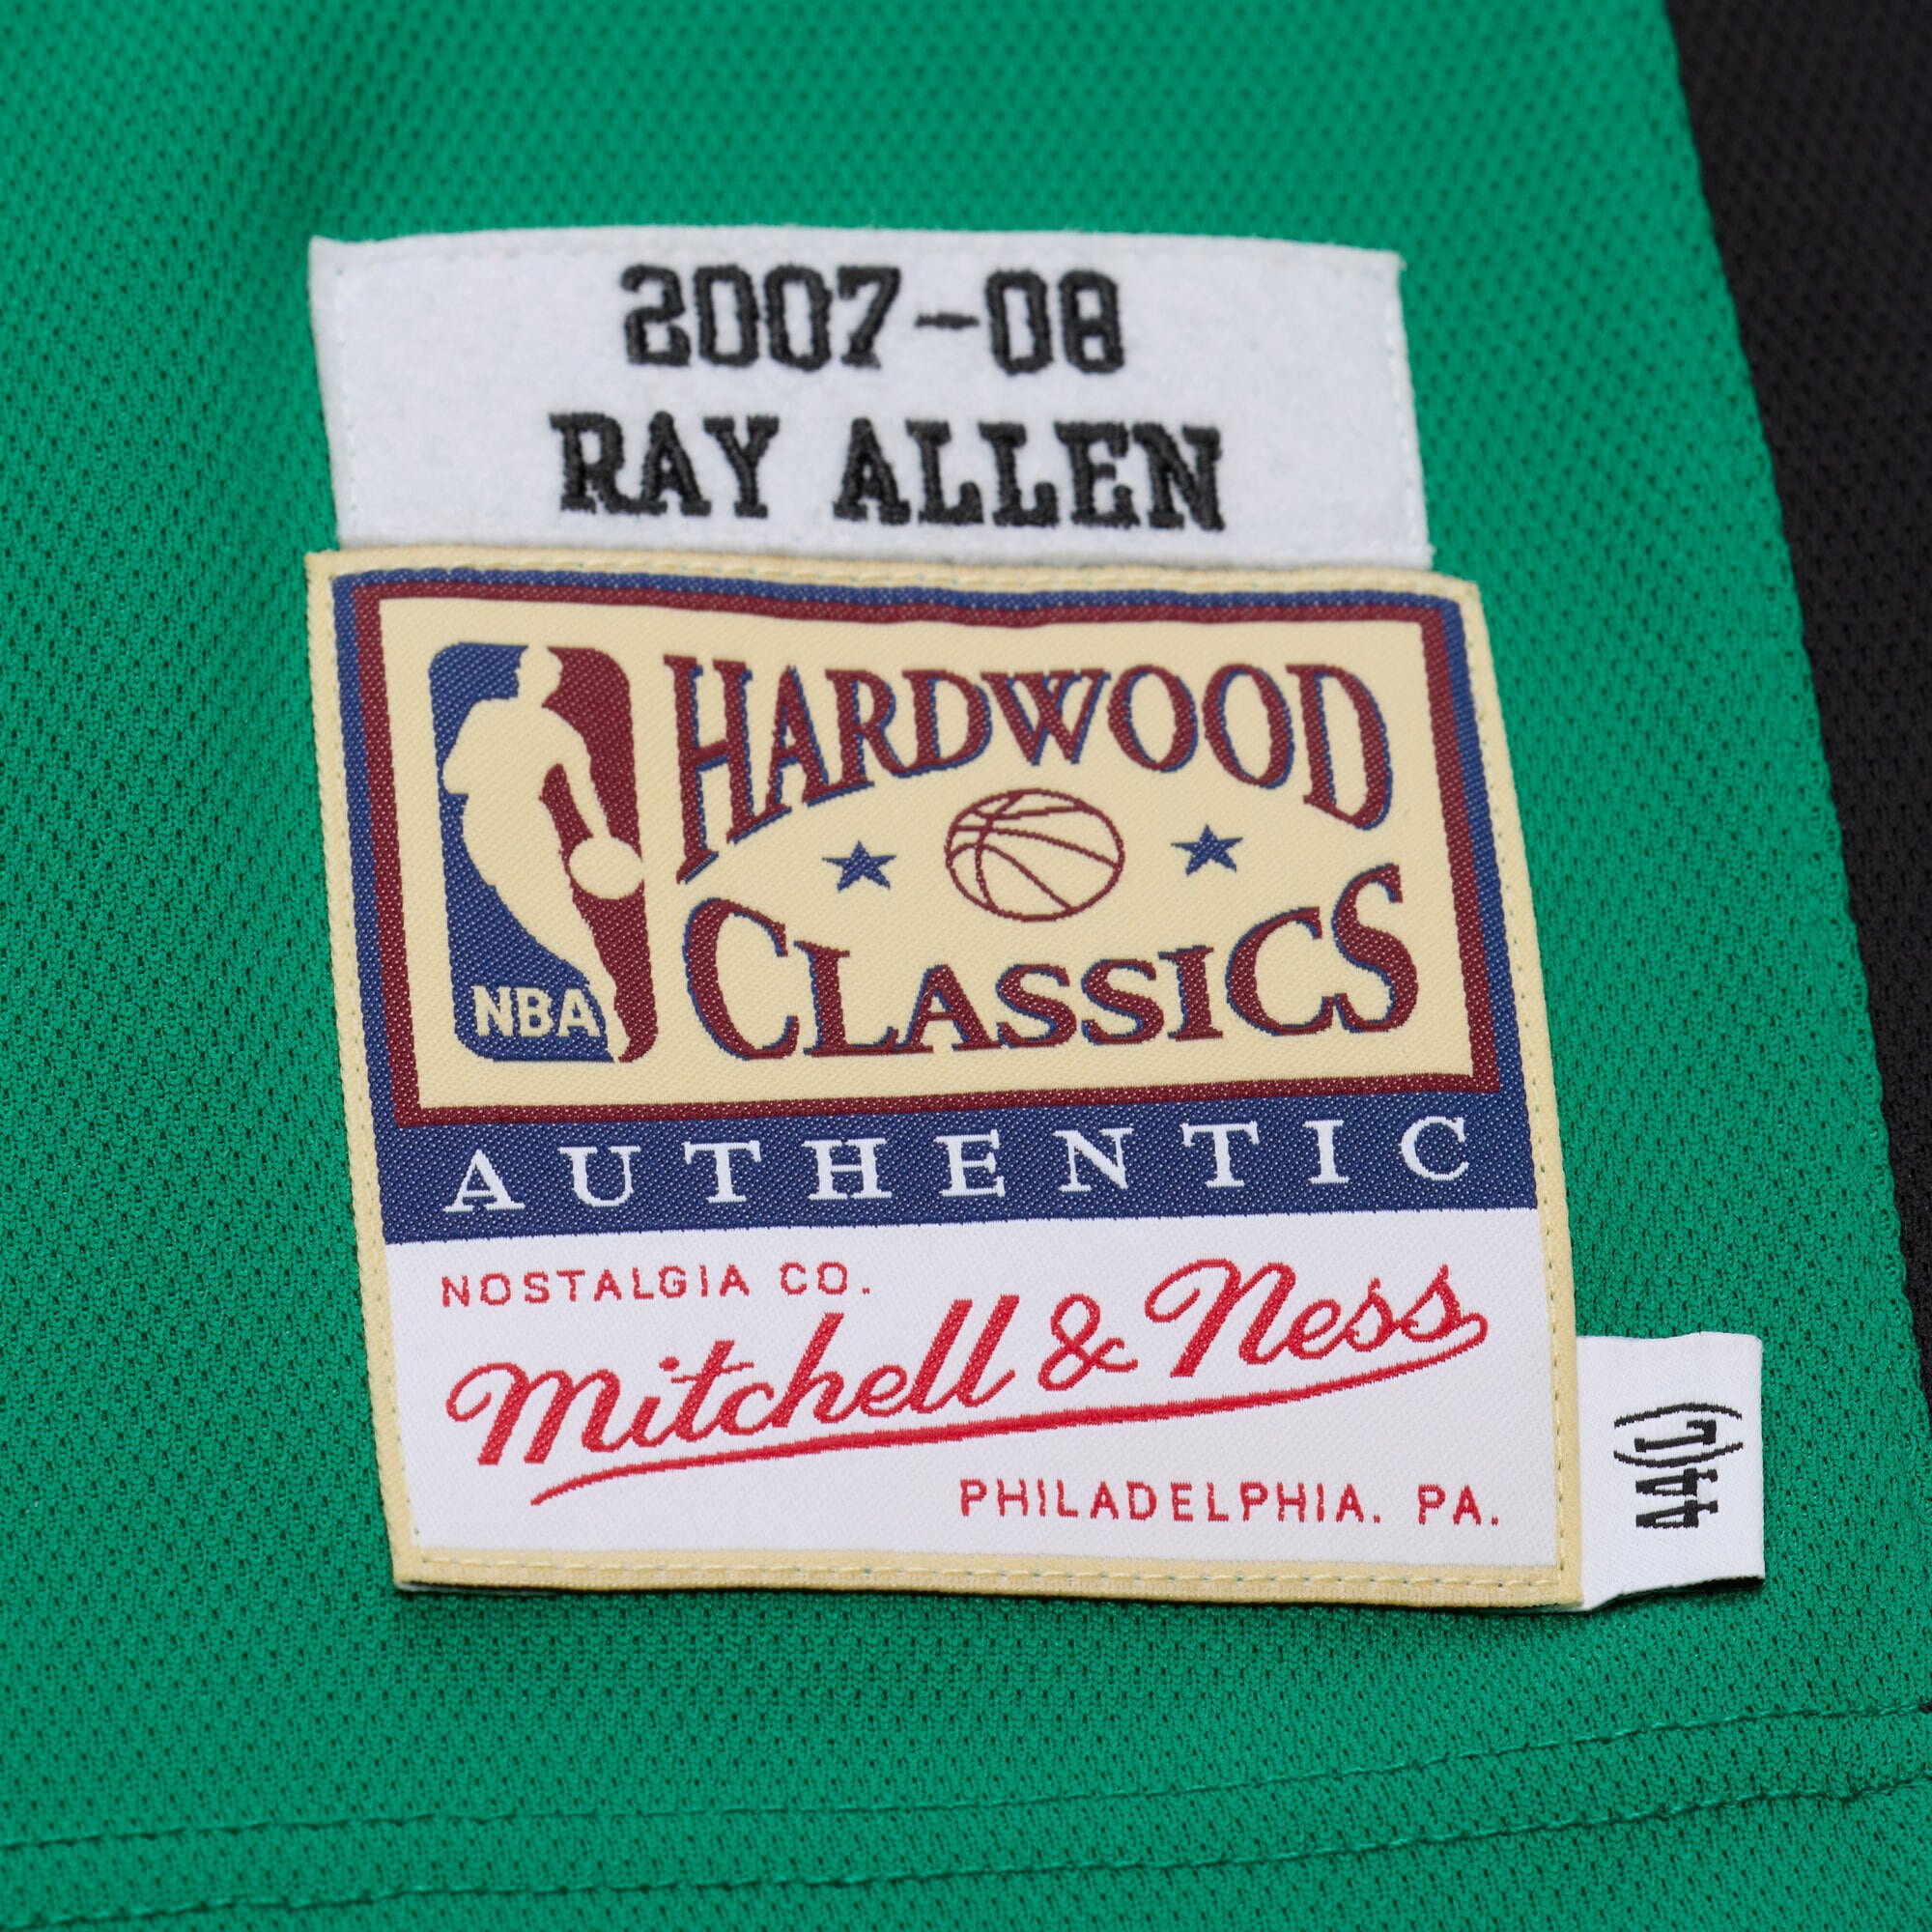 2007-08
RAY ALLEN
HARDWOOD
CLASSICS
NBA
AUTHENTIC
NOSTALGIA CO.
Mitchell & Ness
PHILADELPHIA. PA.
44(L)